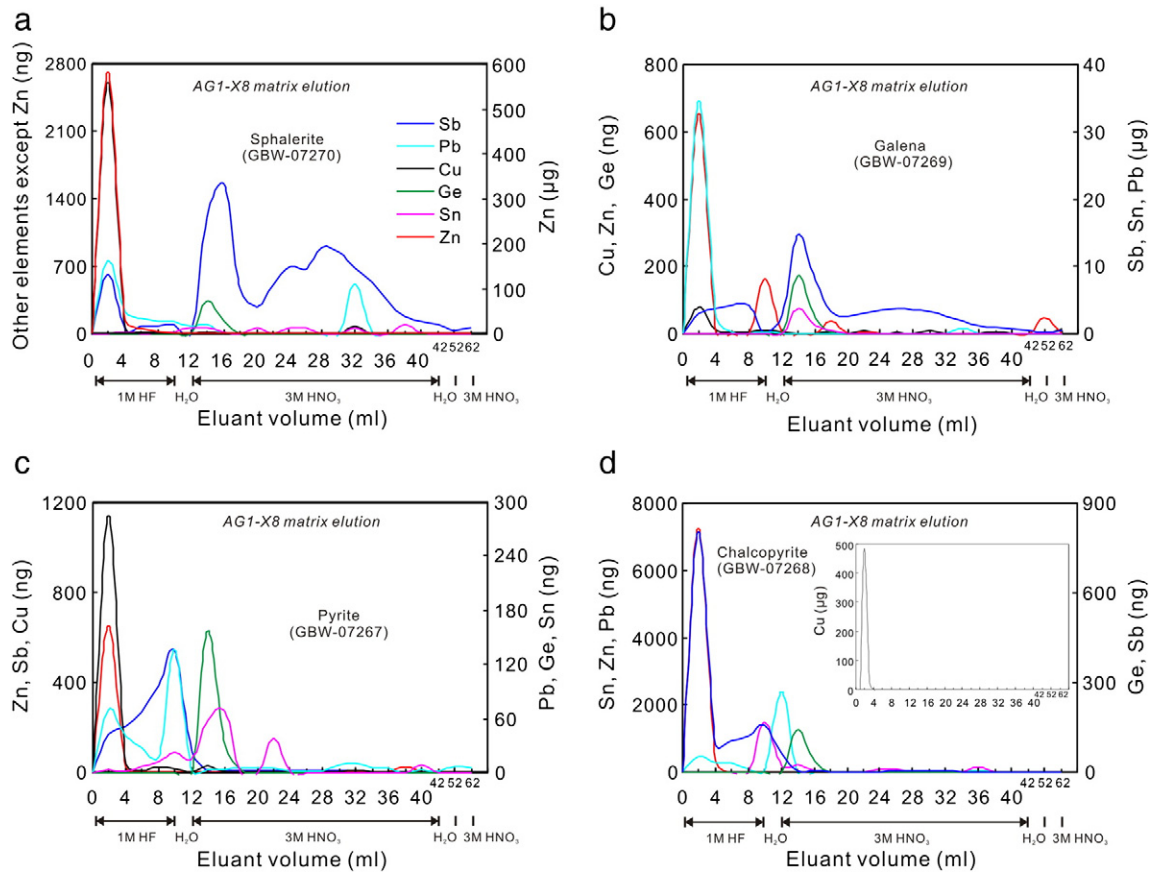 a
AG1-X8 matrix elution
Sphalerite
(GBW-07270)
Other elements except Zn (ng)
2800
2100
1400
700
0
Zn (µg)
600
500
400
300
200
100
0
Sb
Pb
Cu
Ge
Sn
Zn
0 4 8 12 16 20 24 28 32 36 40 42 52 62
1M HF H₂O 3M HNO₃ H₂O 3M HNO₃
Eluant volume (ml)
b
AG1-X8 matrix elution
Galena
(GBW-07269)
Cu, Zn, Ge (ng)
800
600
400
200
0
Sb, Sn, Pb (µg)
40
30
20
10
0
0 4 8 12 16 20 24 28 32 36 40 42 52 62
1M HF H₂O 3M HNO₃ H₂O 3M HNO₃
Eluant volume (ml)
c
AG1-X8 matrix elution
Pyrite
(GBW-07267)
Zn, Sb, Cu (ng)
1200
800
400
0
Pb, Ge, Sn (ng)
300
240
180
120
60
0
0 4 8 12 16 20 24 28 32 36 40 42 52 62
1M HF H₂O 3M HNO₃ H₂O 3M HNO₃
Eluant volume (ml)
d
AG1-X8 matrix elution
Chalcopyrite
(GBW-07268)
Sn, Zn, Pb (ng)
8000
6000
4000
2000
0
Ge, Sb (ng)
900
600
300
0
Cu (µg)
500
400
300
200
100
0
0 4 8 12 16 20 24 28 32 36 40 42 52 62
0 4 8 12 16 20 24 28 32 36 40 42 52 62
1M HF H₂O 3M HNO₃ H₂O 3M HNO₃
Eluant volume (ml)